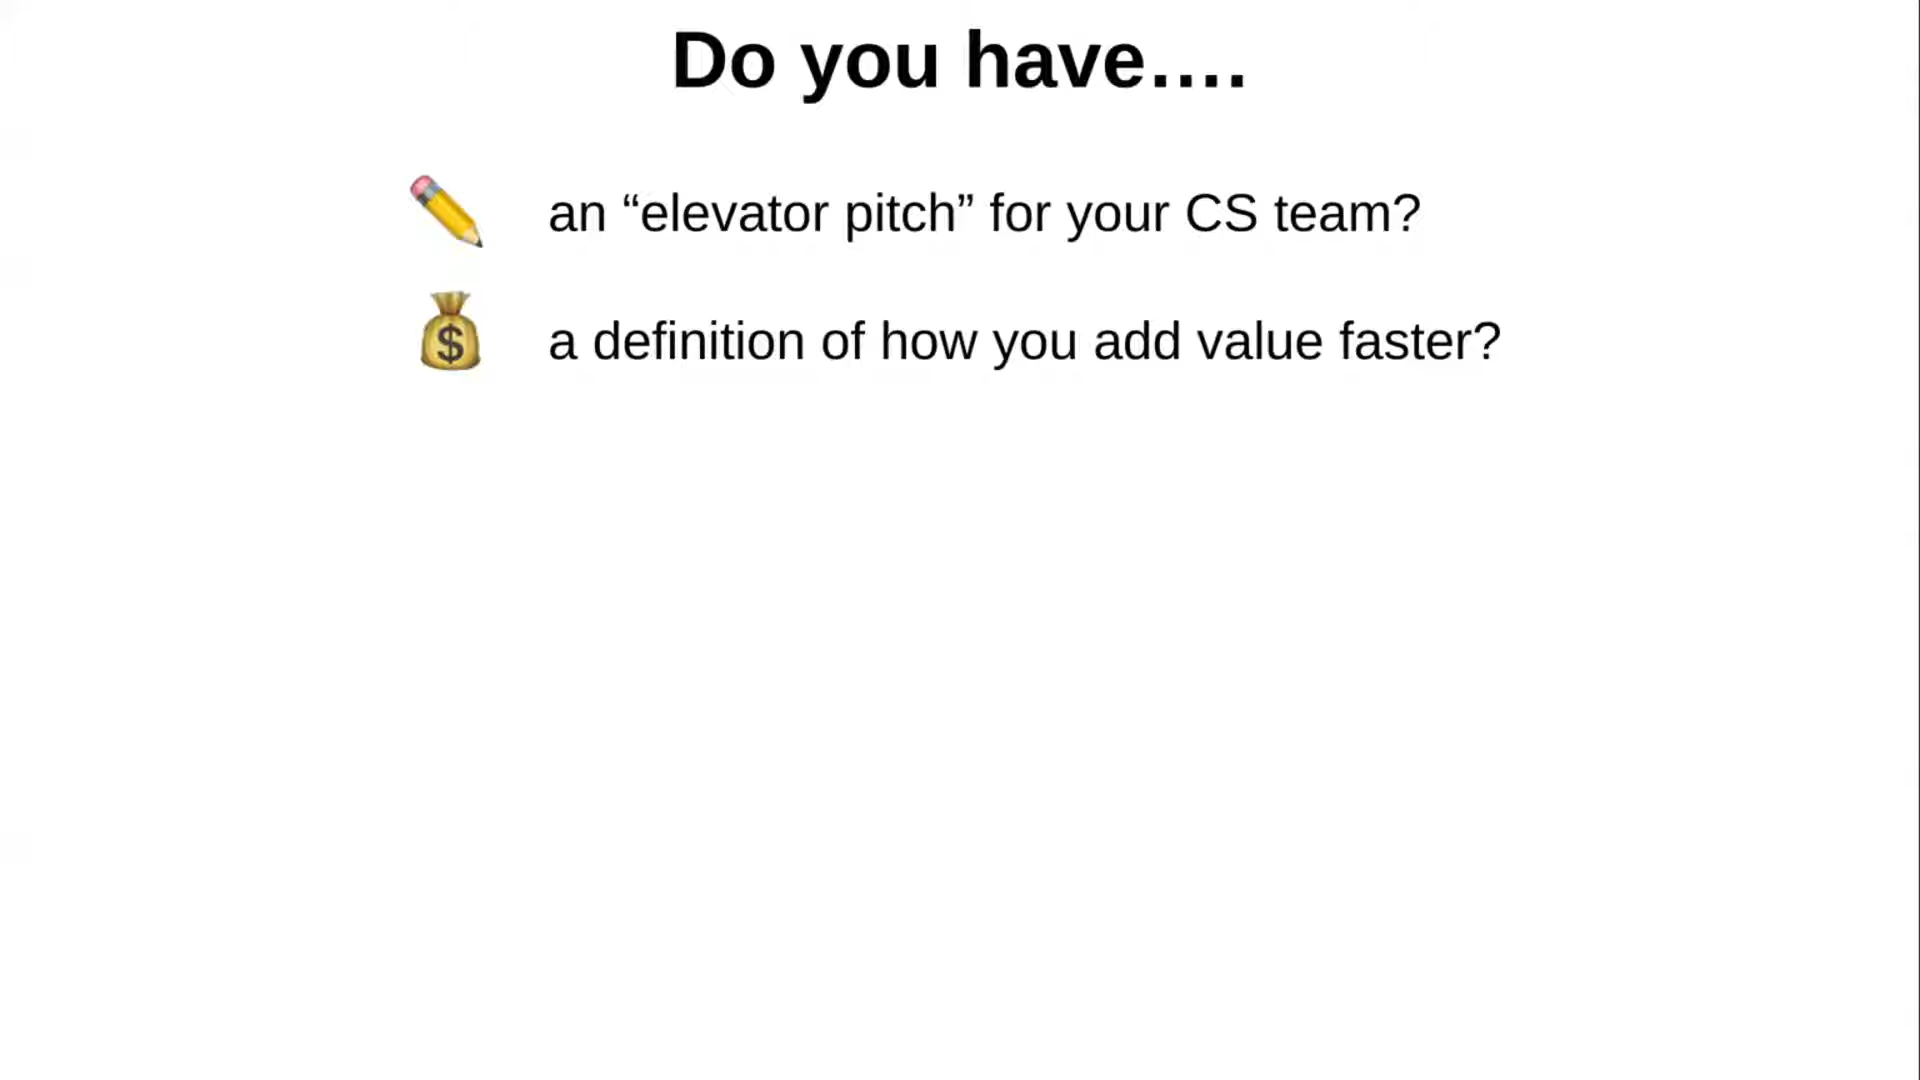 Do you have….
an “elevator pitch” for your CS team?
$
a definition of how you add value faster?